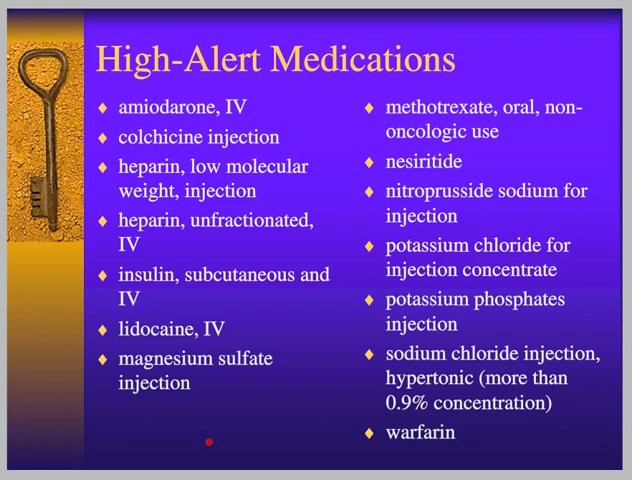 High-Alert Medications
amiodarone, IV
colchicine injection
heparin, low molecular
weight, injection
heparin, unfractionated,
IV
insulin, subcutaneous and
IV
lidocaine, IV
magnesium sulfate
injection
methotrexate, oral, non-
oncologic use
nesiritide
nitroprusside sodium for
injection
potassium chloride for
injection concentrate
potassium phosphates
injection
sodium chloride injection,
hypertonic (more than
0.9% concentration)
warfarin